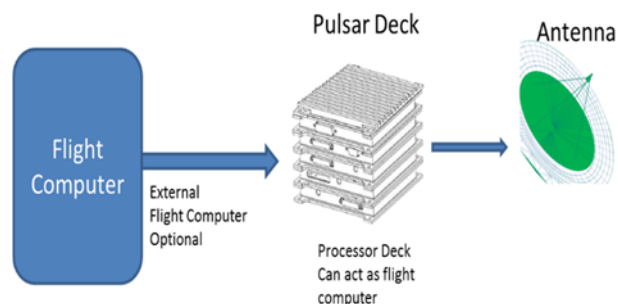 Flight
Computer
External
Flight Computer
Optional
Pulsar Deck
Processor Deck
Can act as flight
computer
Antenna